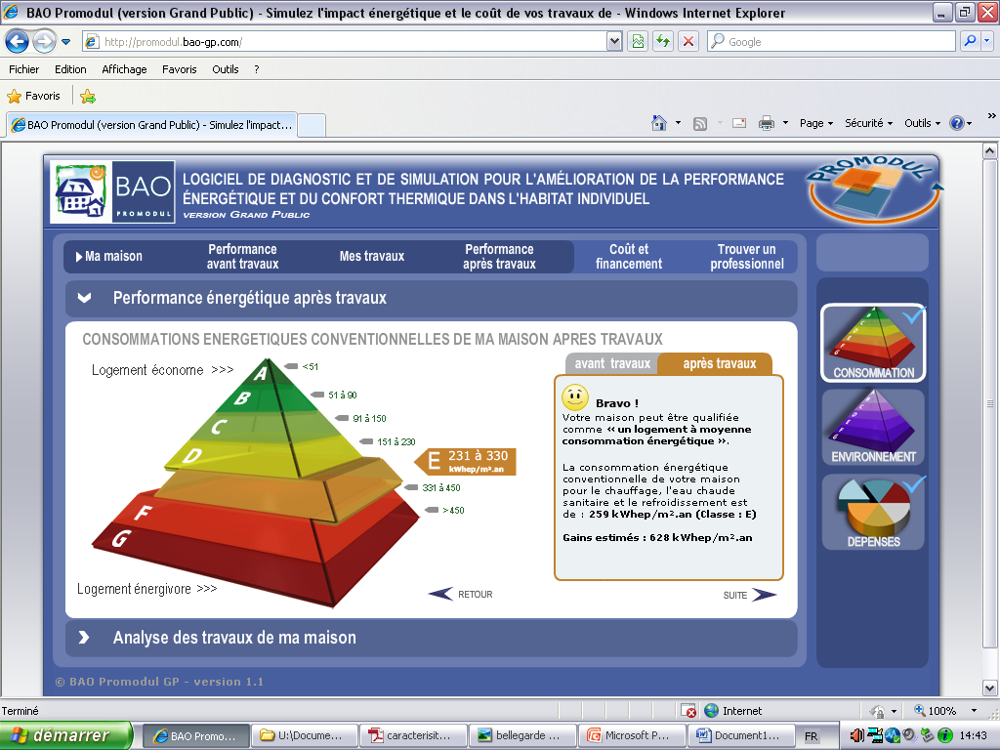 BAO Promodul (version Grand Public) - Simulez l'impact énergétique et le coût de vos travaux de - Windows Internet Explorer
http://promodul.bao-gp.com/
Google
Fichier Edition Affichage Favoris Outils ?
Favoris
BAO Promodul (version Grand Public) - Simulez l'impact...
Page Sécurité Outils
BAO
PROMODUL
LOGICIEL DE DIAGNOSTIC ET DE SIMULATION POUR L'AMÉLIORATION DE LA PERFORMANCE
ÉNERGÉTIQUE ET DU CONFORT THERMIQUE DANS L'HABITAT INDIVIDUEL
VERSION GRAND PUBLIC
PROMODUL
Ma maison
Performance
avant travaux
Mes travaux
Performance
après travaux
Coût et
financement
Trouver un
professionnel
Performance énergétique après travaux
CONSOMMATIONS ENERGETIQUES CONVENTIONNELLES DE MA MAISON APRES TRAVAUX
Logement économe >>>
A <51
B 51 à 90
C 91 à 150
D 151 à 230
E 231 à 330
kWhep/m².an
331 à 450
F >450
G
Logement énergivore >>>
avant travaux après travaux
Bravo !
Votre maison peut être qualifiée
comme « un logement à moyenne
consommation énergétique ».
La consommation énergétique
conventionnelle de votre maison
pour le chauffage, l'eau chaude
sanitaire et le refroidissement est
de : 259 kWhep/m².an (Classe : E)
Gains estimés : 628 kWhep/m².an
RETOUR
SUITE
CONSOMMATION
ENVIRONNEMENT
DEPENSES
Analyse des travaux de ma maison
© BAO Promodul GP - version 1.1
Terminé
Internet
100%
démarrer
BAO Promo...
U:\Docume...
caracterisit...
bellegarde ...
Microsoft P...
Document1...
FR
14:43